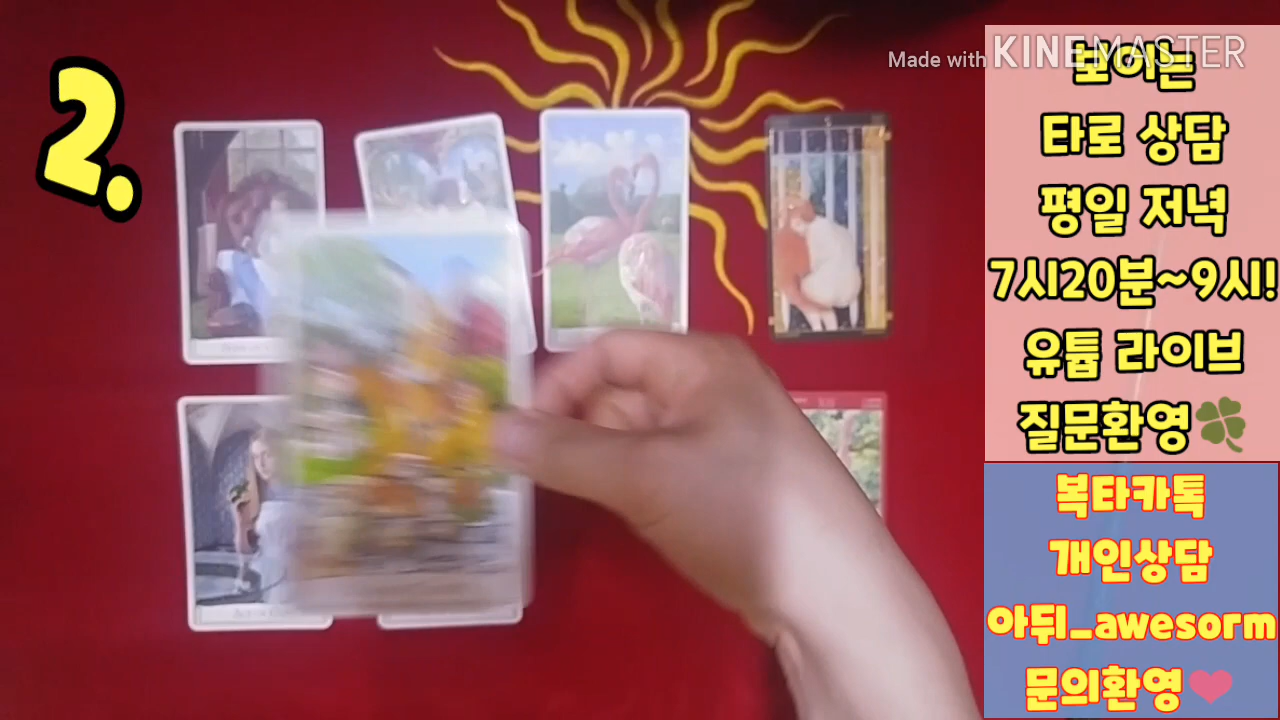 2.
Made with KINEMASTER
보이는
타로 상담
평일 저녁
7시20분~9시!
유튭 라이브
질문환영🍀
복타카톡
개인상담
아뒤_awesorm
문의환영❤